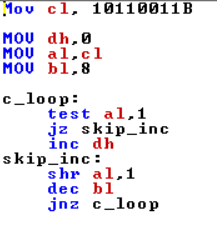 Mov cl, 10110011B
MOV dh,0
MOV al,cl
MOV bl,8
c_loop:
test al,1
jz skip_inc
inc dh
skip_inc:
shr al,1
dec bl
jnz c_loop